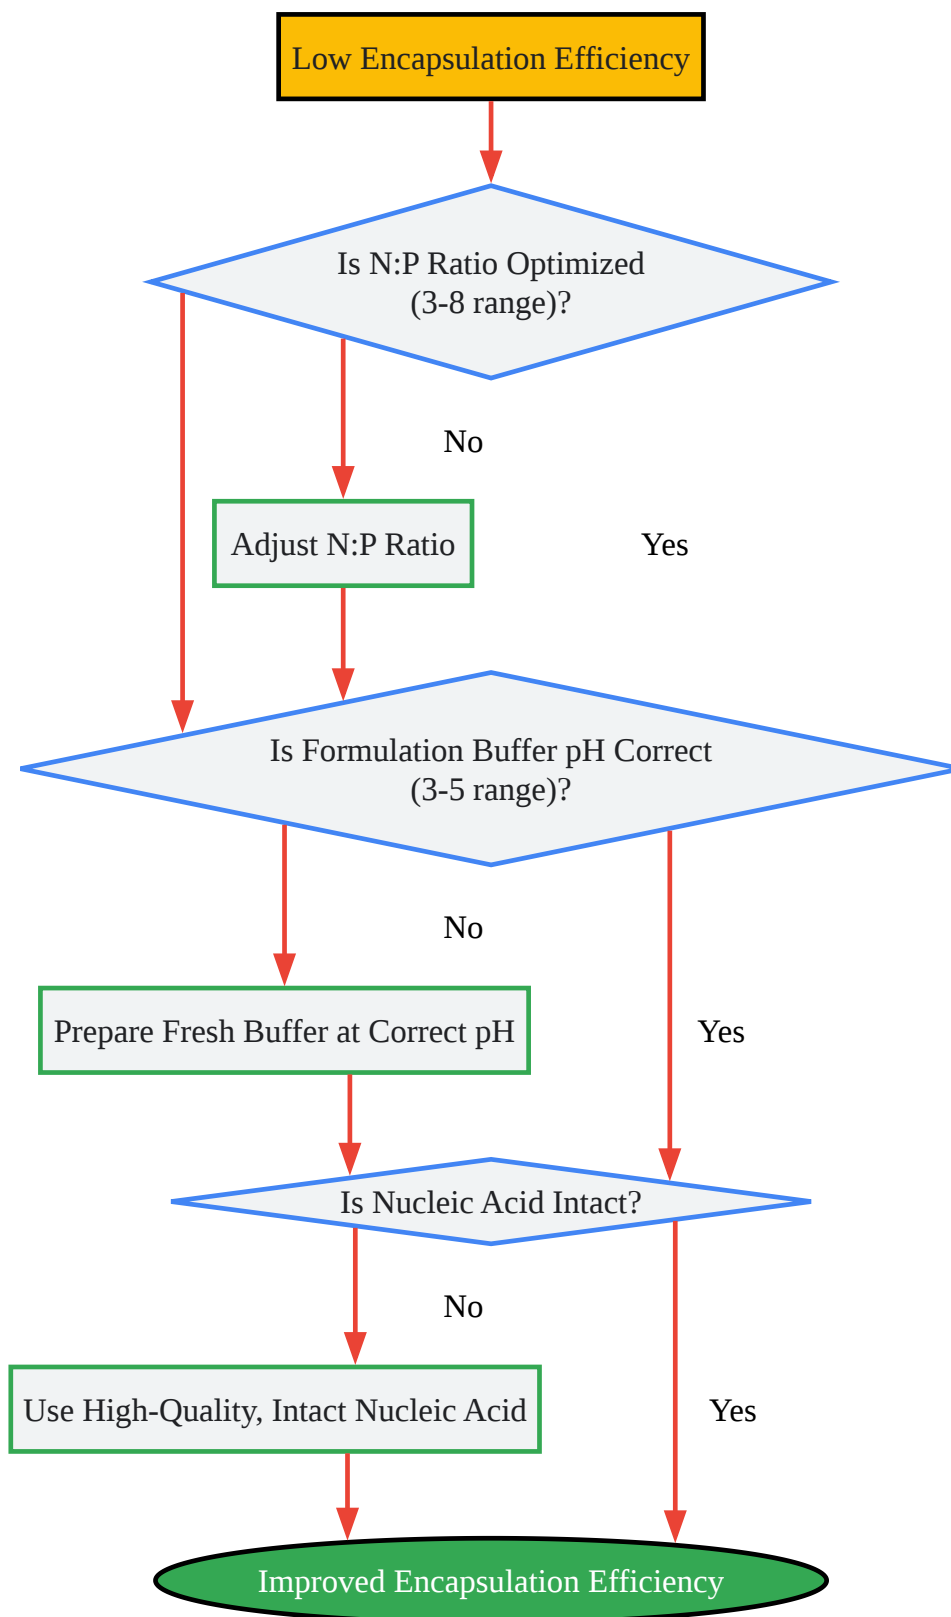 Low Encapsulation Efficiency
Is N:P Ratio Optimized
(3-8 range)?
No
Adjust N:P Ratio
Yes
Is Formulation Buffer pH Correct
(3-5 range)?
No
Prepare Fresh Buffer at Correct pH
Yes
Is Nucleic Acid Intact?
No
Use High-Quality, Intact Nucleic Acid
Yes
Improved Encapsulation Efficiency